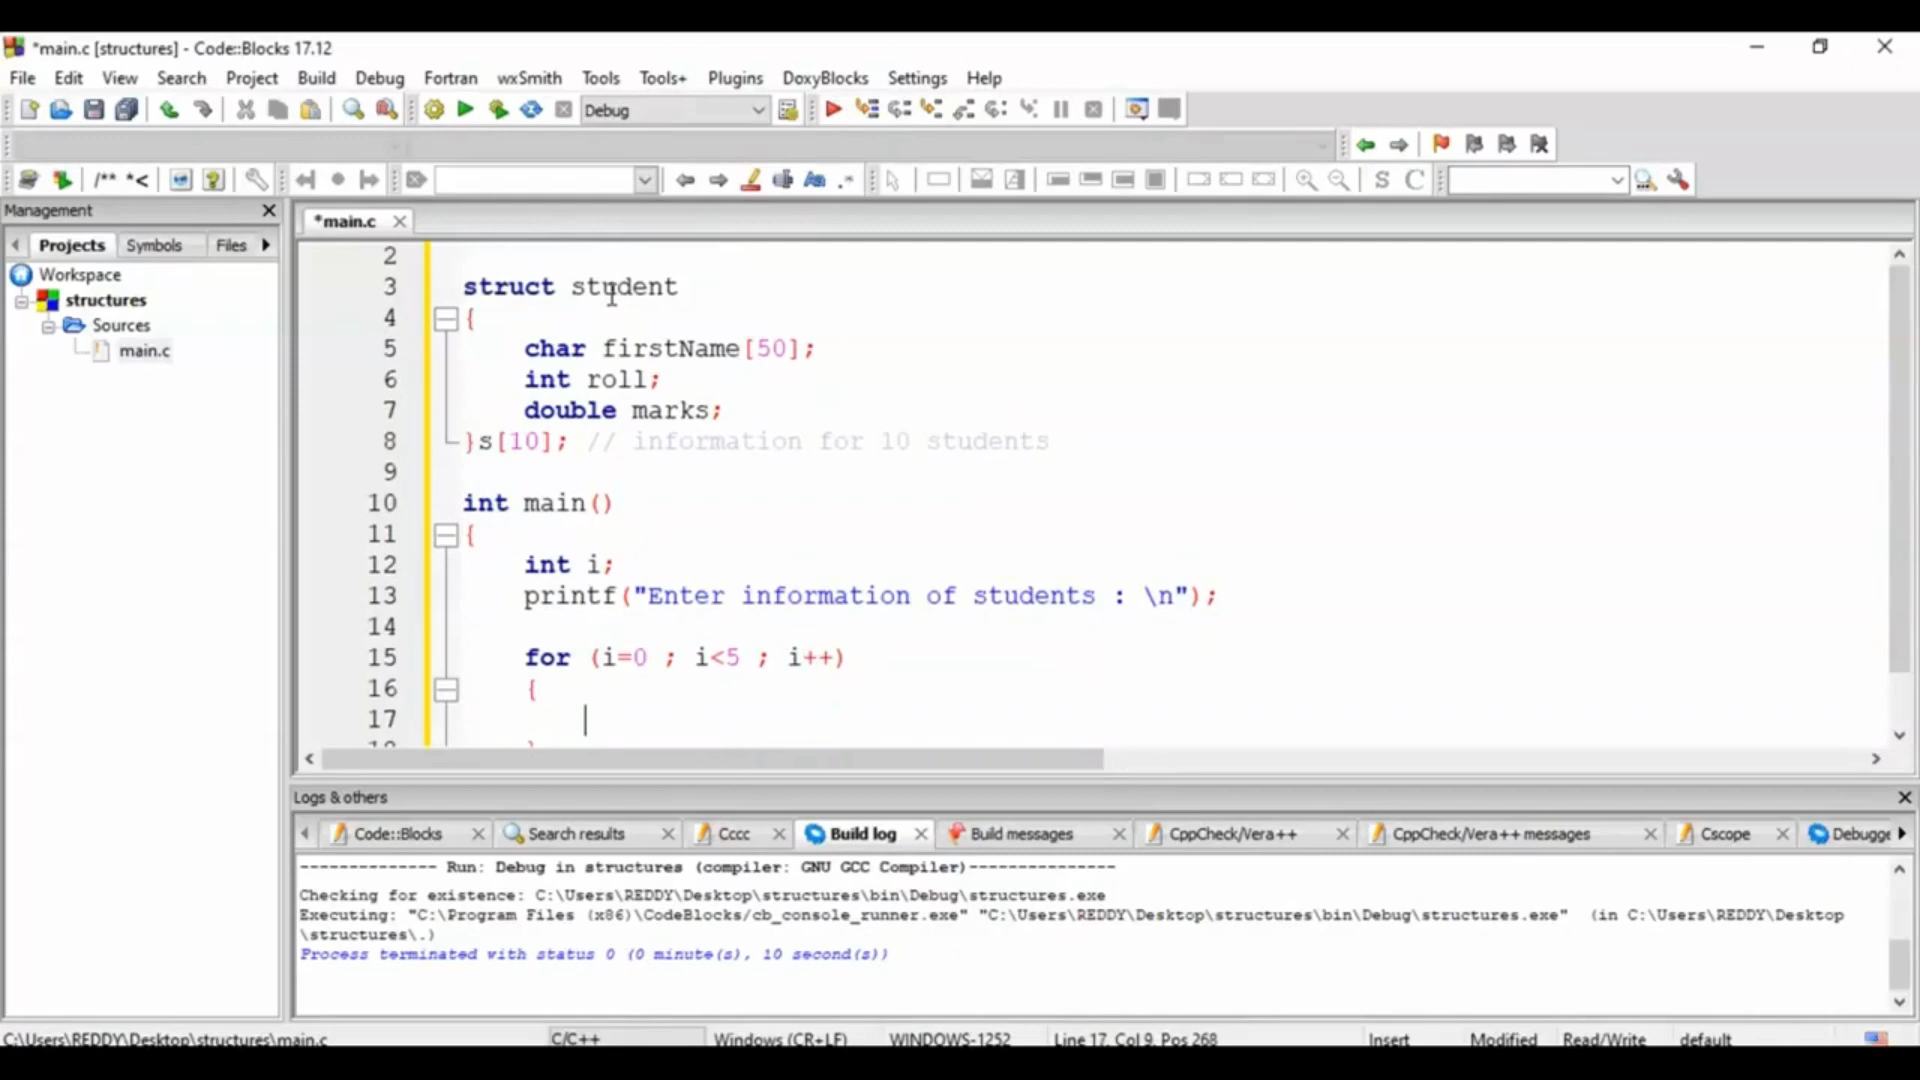 *main.c [structures] - Code::Blocks 17.12
File Edit View Search Project Build Debug Fortran wxSmith Tools Tools+ Plugins DoxyBlocks Settings Help
Debug
/** *<
S C
Management
Projects Symbols Files
Workspace
structures
Sources
main.c
*main.c
2
3 struct student
4 {
5 char firstName[50];
6 int roll;
7 double marks;
8 }s[10]; // information for 10 students
9
10 int main()
11 {
12 int i;
13 printf("Enter information of students : \n");
14
15 for (i=0 ; i<5 ; i++)
16 {
17
Logs & others
Code::Blocks Search results Cccc Build log Build messages CppCheck/Vera++ CppCheck/Vera++ messages Cscope Debugge
-------------- Run: Debug in structures (compiler: GNU GCC Compiler)---------------
Checking for existence: C:\Users\REDDY\Desktop\structures\bin\Debug\structures.exe
Executing: "C:\Program Files (x86)\CodeBlocks/cb_console_runner.exe" "C:\Users\REDDY\Desktop\structures\bin\Debug\structures.exe" (in C:\Users\REDDY\Desktop
\structures\.)
Process terminated with status 0 (0 minute(s), 10 second(s))
C:\Users\REDDY\Desktop\structures\main.c C/C++ Windows (CR+LF) WINDOWS-1252 Line 17, Col 9, Pos 268 Insert Modified Read/Write default